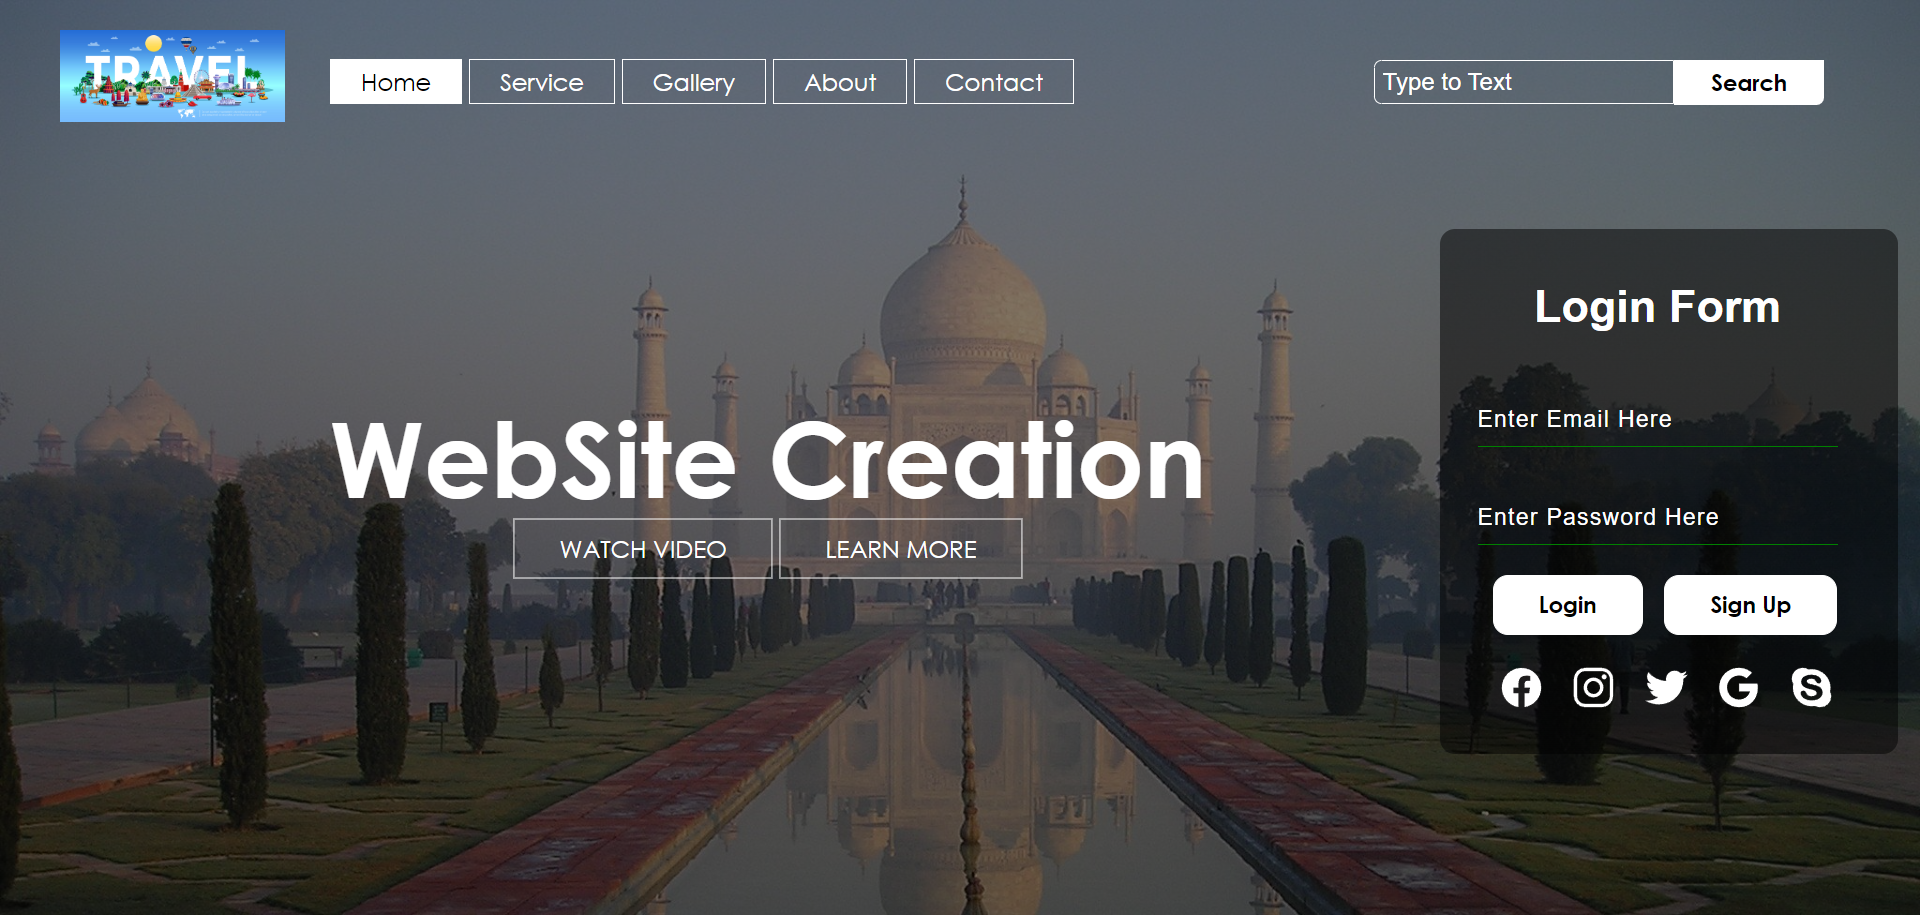 TRAVEL
Home Service Gallery About Contact
Type to Text Search
Login Form
Enter Email Here
WebSite Creation
Enter Password Here
WATCH VIDEO LEARN MORE
Login Sign Up